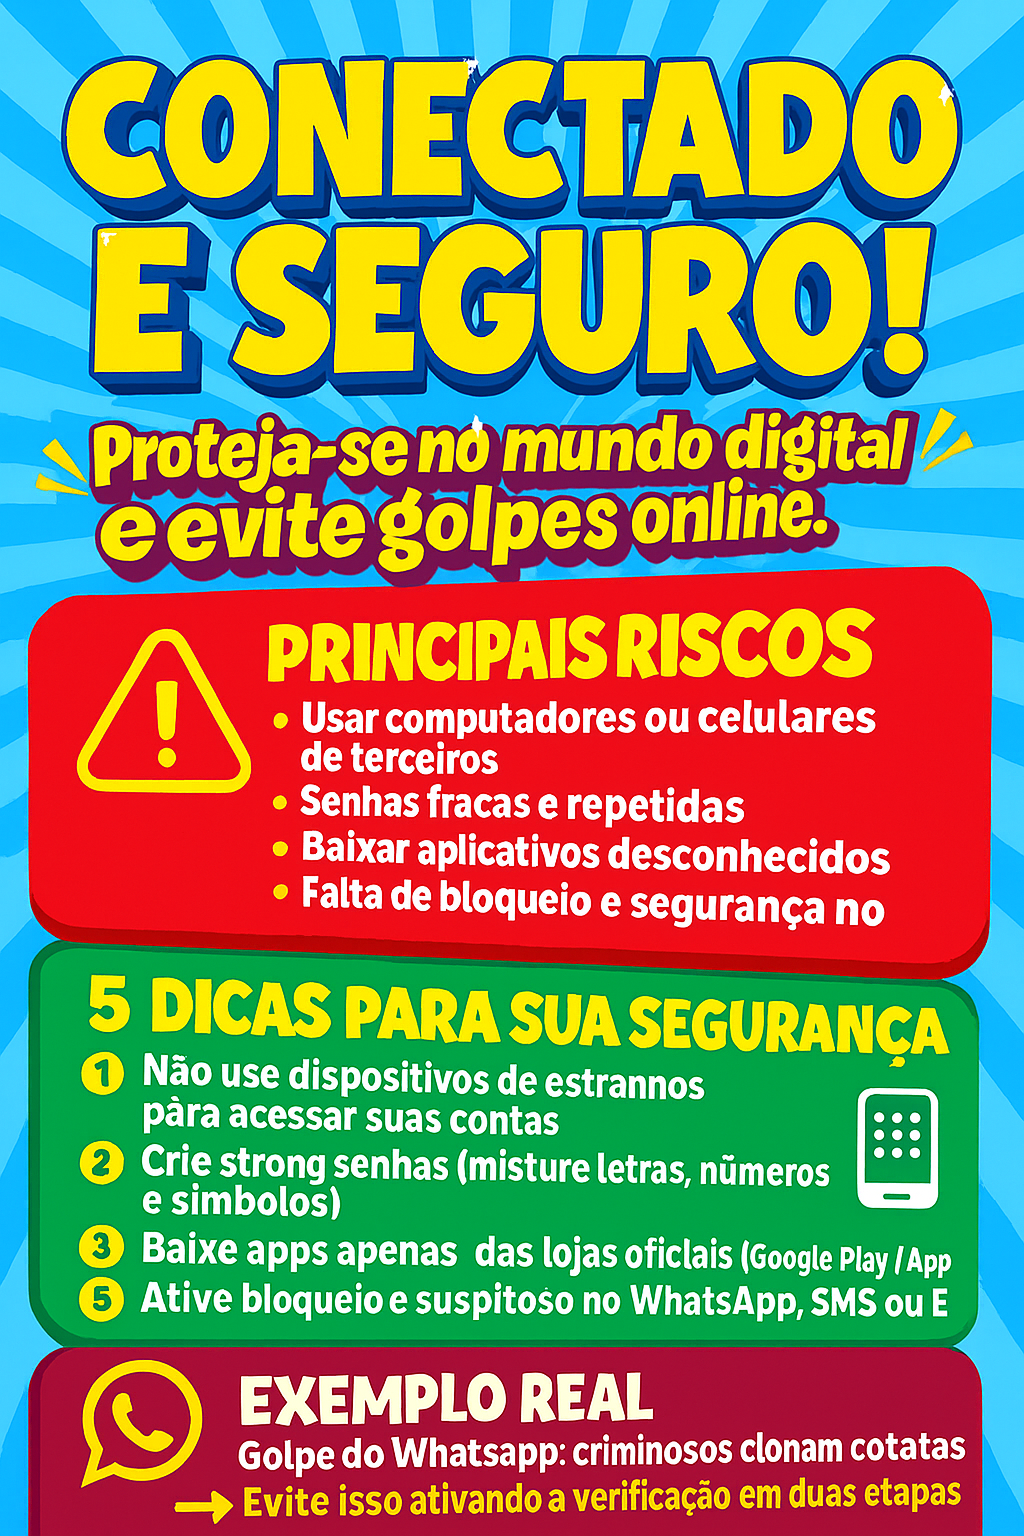 CONECTADO
E SEGURO!
Proteja-se no mundo digital
e evite golpes online.
PRINCIPAIS RISCOS
• Usar computadores ou celulares
de terceiros
• Senhas fracas e repetidas
• Baixar aplicativos desconhecidos
• Falta de bloqueio e segurança no
5 DICAS PARA SUA SEGURANÇA
1 Não use dispositivos de estrannos
pàra acessar suas contas
2 Crie strong senhas (misture letras, nũmeros
e simbolos)
3 Baixe apps apenas das lojas oficlais (Google Play / App
5 Ative bloqueio e suspitoso no WhatsApp, SMS ou E
EXEMPLO REAL
Golpe do Whatsapp: criminosos clonam cotatas
→ Evite isso ativando a verificação em duas etapas